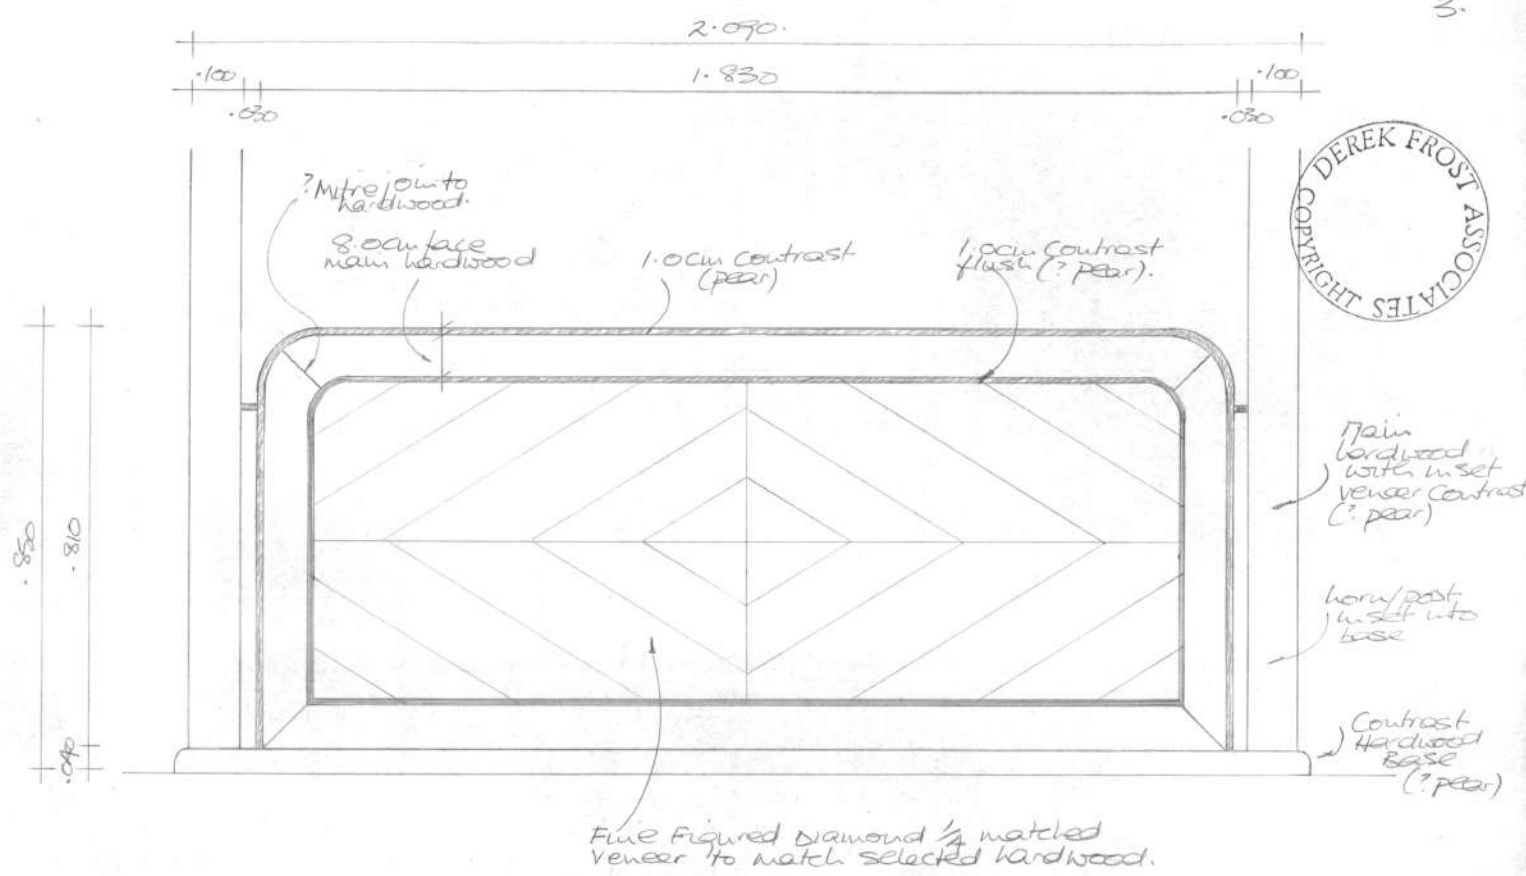 3.
2.090.
.100
1.830
.100
.030
.030
DEREK FROST ASSOCIATES
COPYRIGHT
? Mitre join to
hardwood.
8.0cm face
main hardwood
1.0cm contrast
(pear)
1.0cm contrast
flush (? pear).
Main
hardwood
with inset
veneer contrast
(? pear)
.850
.810
horn/post
inset into
base
.040
Contrast
Hardwood
Base
(? pear)
Fine Figured Diamond 1/4 matched
veneer to match selected hardwood.